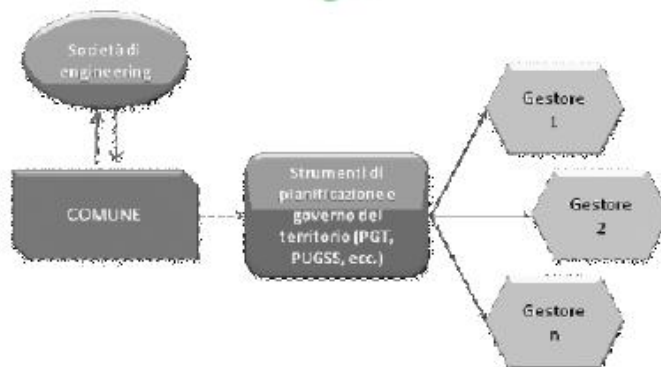 Società di
engineering
COMUNE
Strumenti di
pianificazione e
governo del
territorio (PGT,
PUGSS, ecc.)
Gestore
1
Gestore
2
Gestore
n